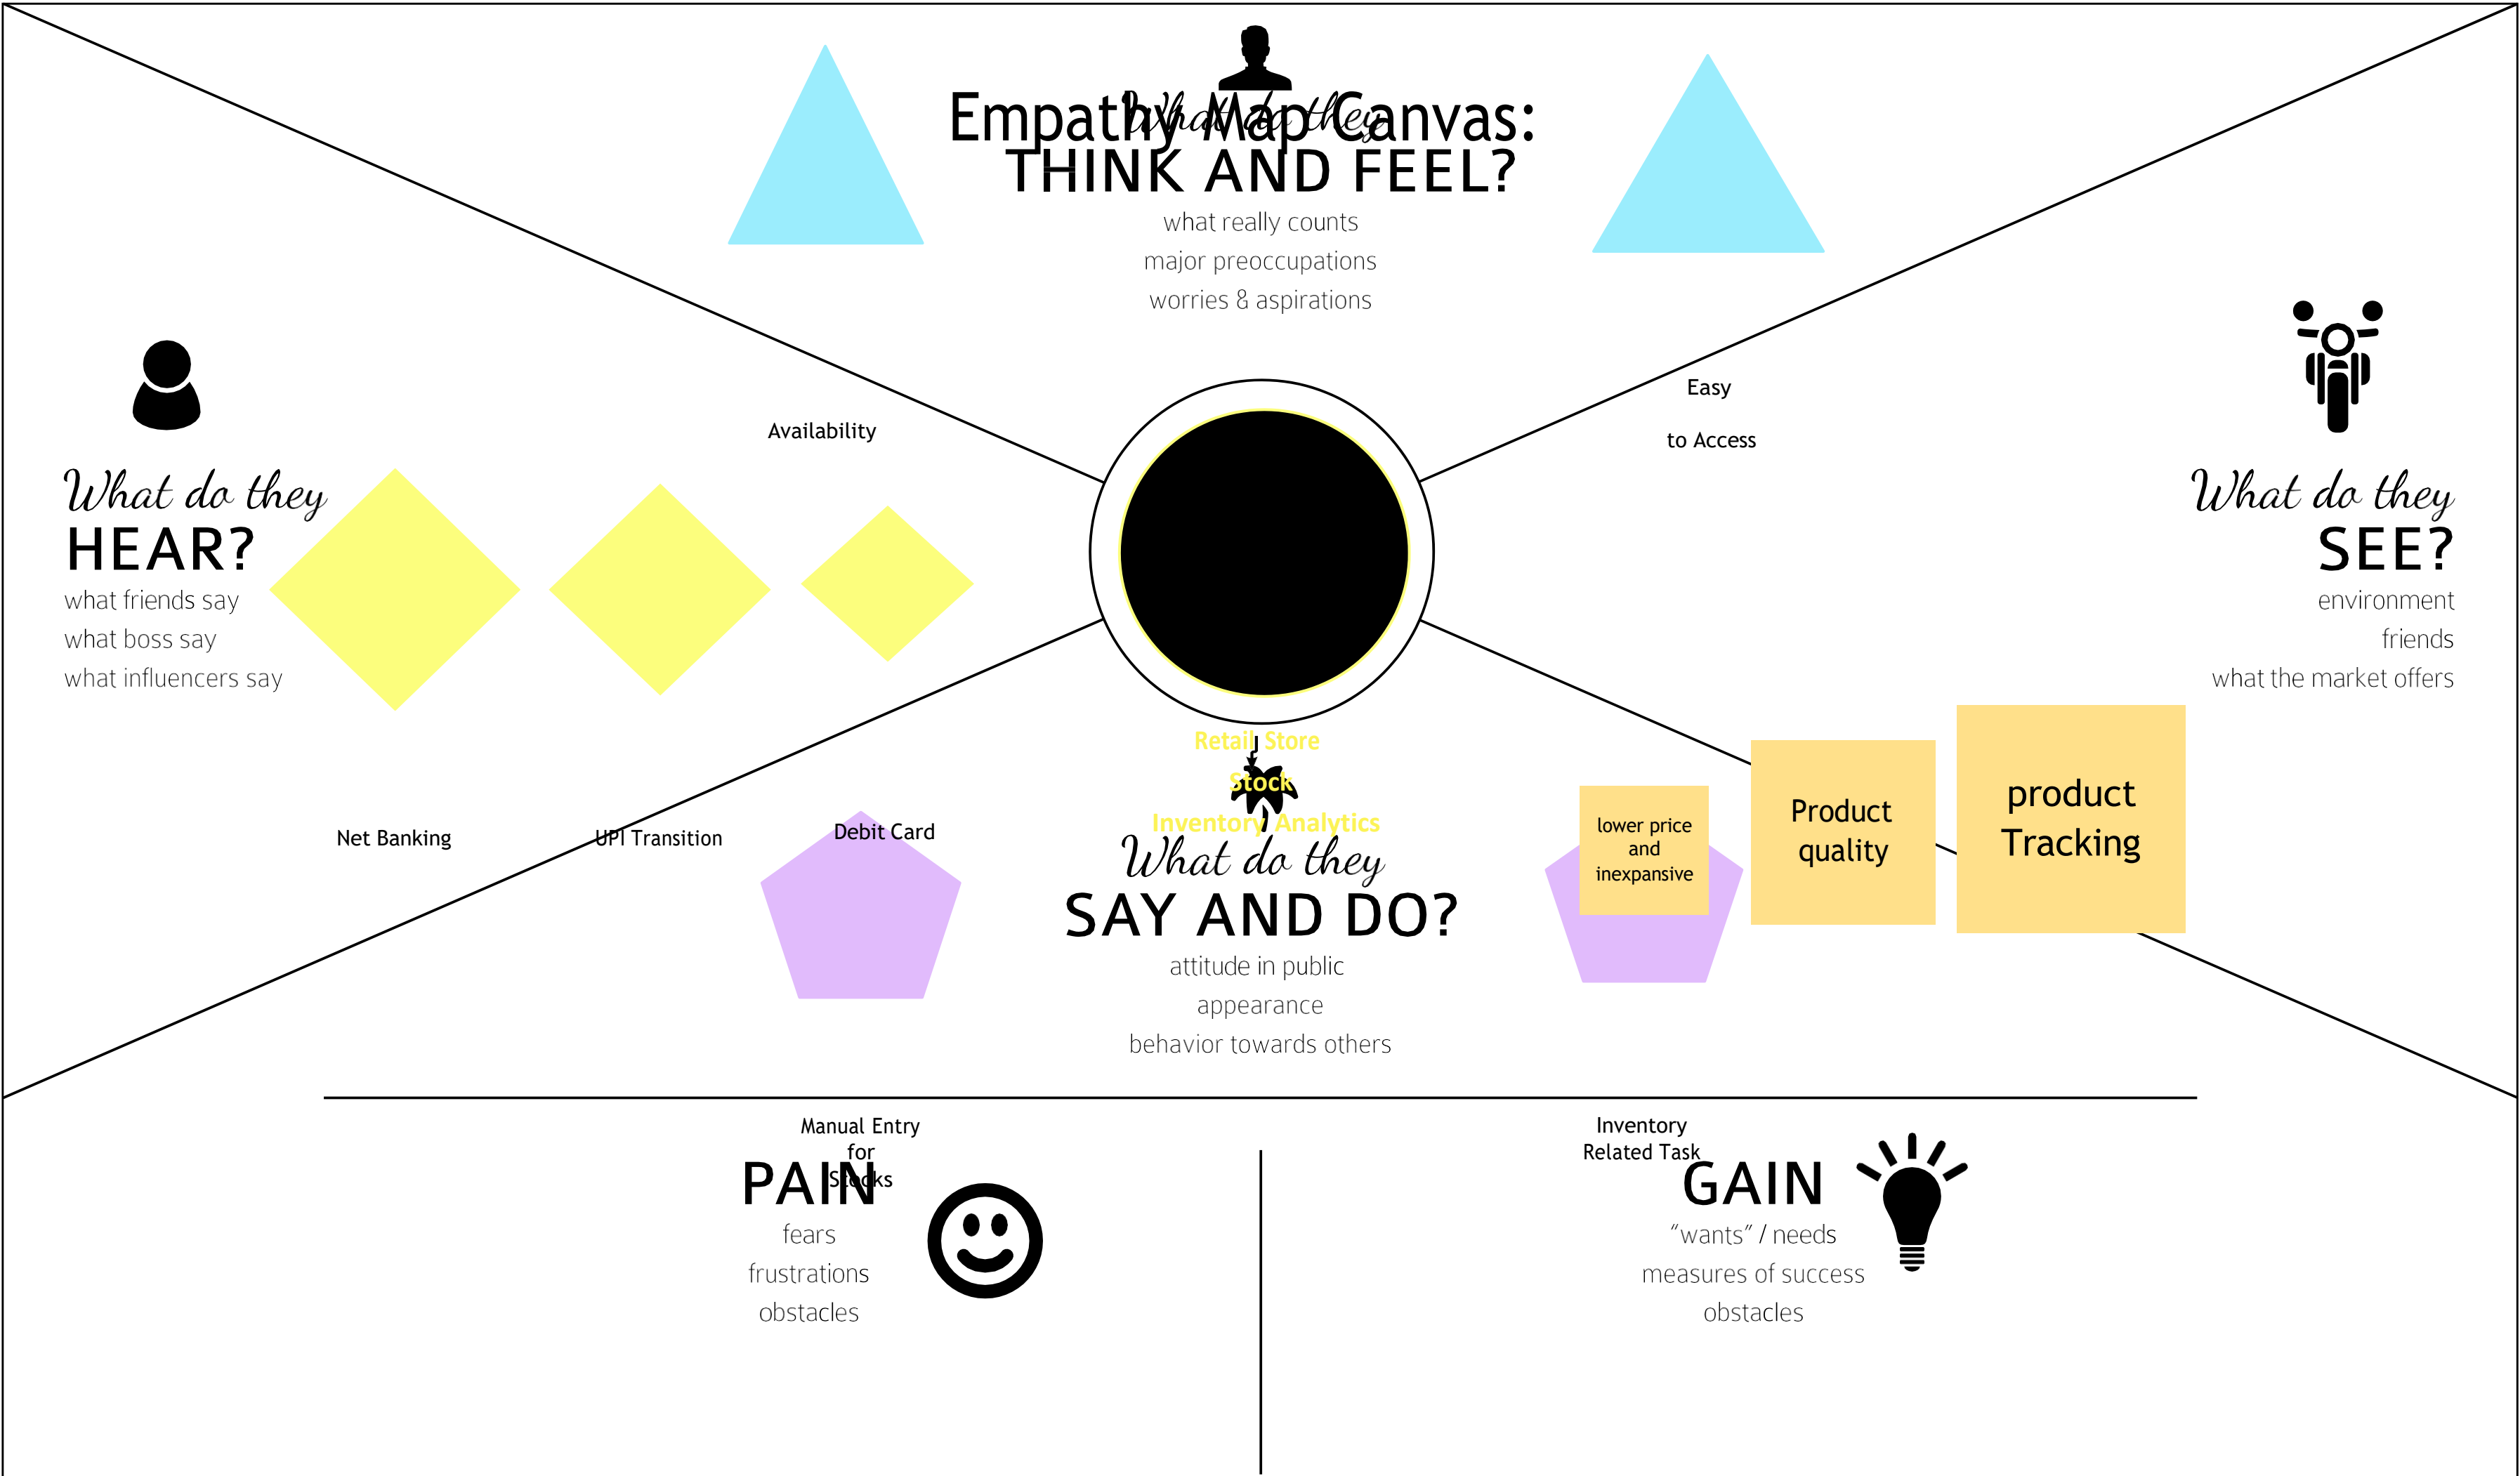 Empathy Map Canvas:
What do they
THINK AND FEEL?
what really counts
major preoccupations
worries & aspirations
Availability
Easy
to Access
What do they
HEAR?
what friends say
what boss say
what influencers say
What do they
SEE?
environment
friends
what the market offers
Retail Store
Stock
Inventory Analytics
Net Banking
UPI Transition
Debit Card
What do they
SAY AND DO?
attitude in public
appearance
behavior towards others
lower price
and
inexpansive
Product
quality
product
Tracking
Manual Entry
for
Stocks
PAIN
fears
frustrations
obstacles
Inventory
Related Task
GAIN
“wants” / needs
measures of success
obstacles